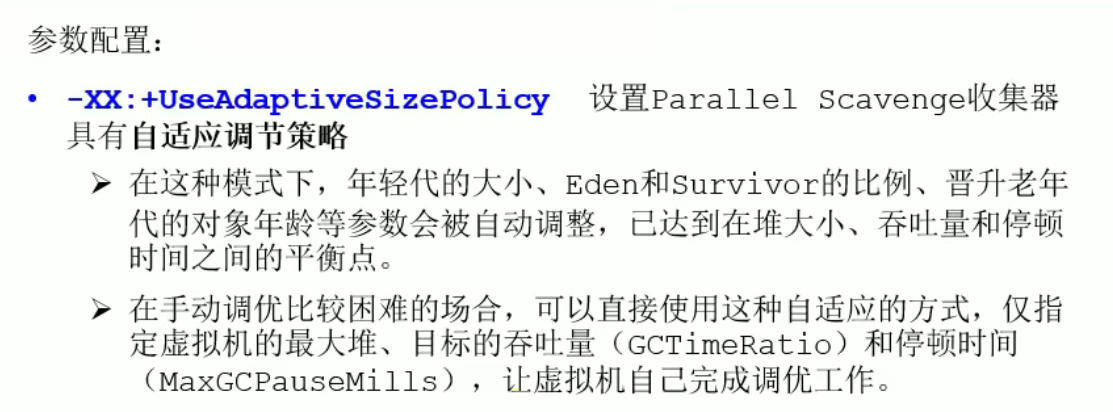 参数配置：
• -XX:+UseAdaptiveSizePolicy 设置Parallel Scavenge收集器
具有自适应调节策略
➢ 在这种模式下，年轻代的大小、Eden和Survivor的比例、晋升老年
代的对象年龄等参数会被自动调整，已达到在堆大小、吞吐量和停顿
时间之间的平衡点。
➢ 在手动调优比较困难的场合，可以直接使用这种自适应的方式，仅指
定虚拟机的最大堆、目标的吞吐量（GCTimeRatio）和停顿时间
（MaxGCPauseMills），让虚拟机自己完成调优工作。